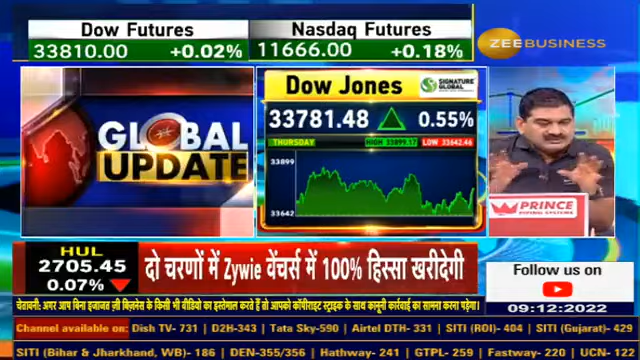 Dow Futures
33810.00 +0.02%
Nasdaq Futures
11666.00 +0.18%
ZEE BUSINESS
GLOBAL
UPDATE
Dow Jones
SIGNATURE
GLOBAL
33781.48 0.55%
THURSDAY
HIGH 33899.17 LOW 33642.46
33899
33642
PRINCE
PIPING SYSTEMS
HUL
2705.45
0.07%
दो चरणों में Zywie वेंचर्स में 100% हिस्सा खरीदेगी
Follow us on
09:12:2022
चेतावनी: अगर आप बिना इजाजत ज़ी बिज़नेस के किसी भी वीडियो का इस्तेमाल करते हैं तो आपको कॉपीराइट स्ट्राइक के साथ कानूनी कार्रवाई का सामना करना पड़ेगा.
Channel available on: Dish TV- 731 | D2H-343 | Tata Sky-590 | Airtel DTH- 331 | SITI (ROI) - 404 | SITI (Gujarat) - 429
SITI (Bihar & Jharkhand, WB)- 186 | DEN-355/356 | Hathway- 241 | GTPL- 259 | Fastway- 220 | UCN- 122